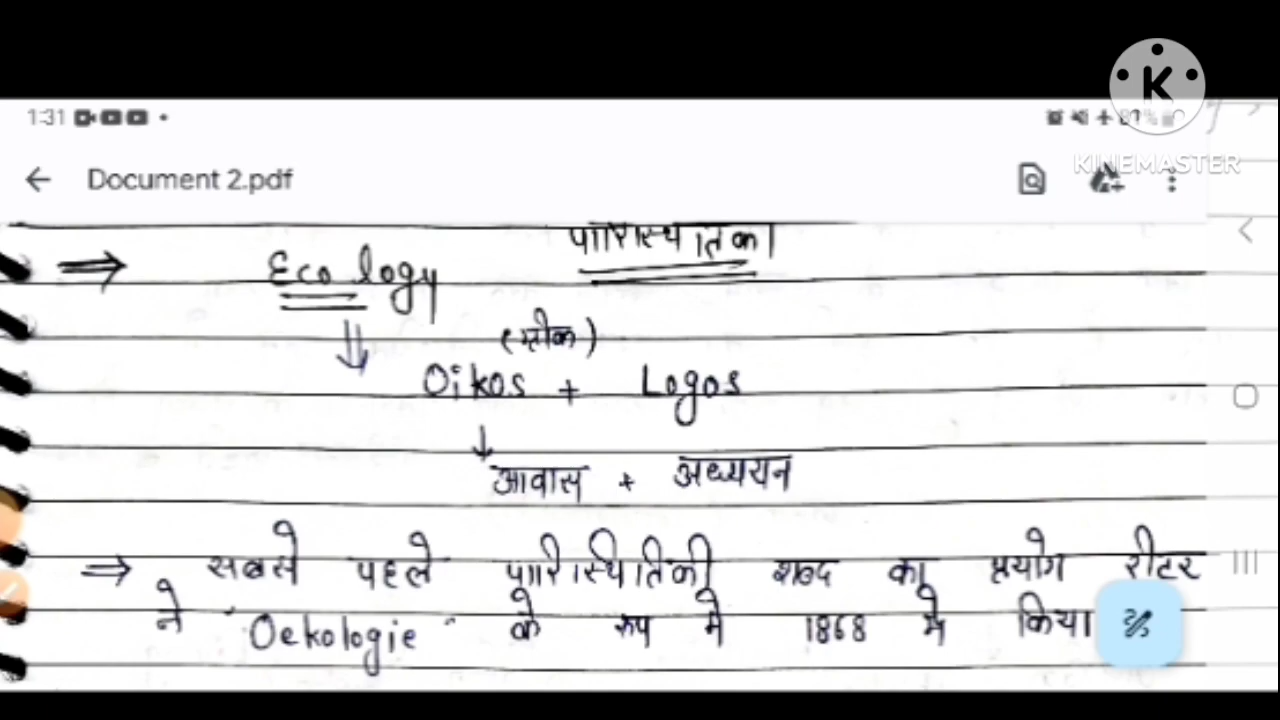 K
KINEMASTER
1:31
Document 2.pdf
Ecology पारिस्थितिकी
(ग्रीक)
Oikos + Logos
आवास + अध्ययन
सबसे पहले पारिस्थितिकी शब्द का प्रयोग रीटर
ने "Oekologie" के रूप में 1868 में किया